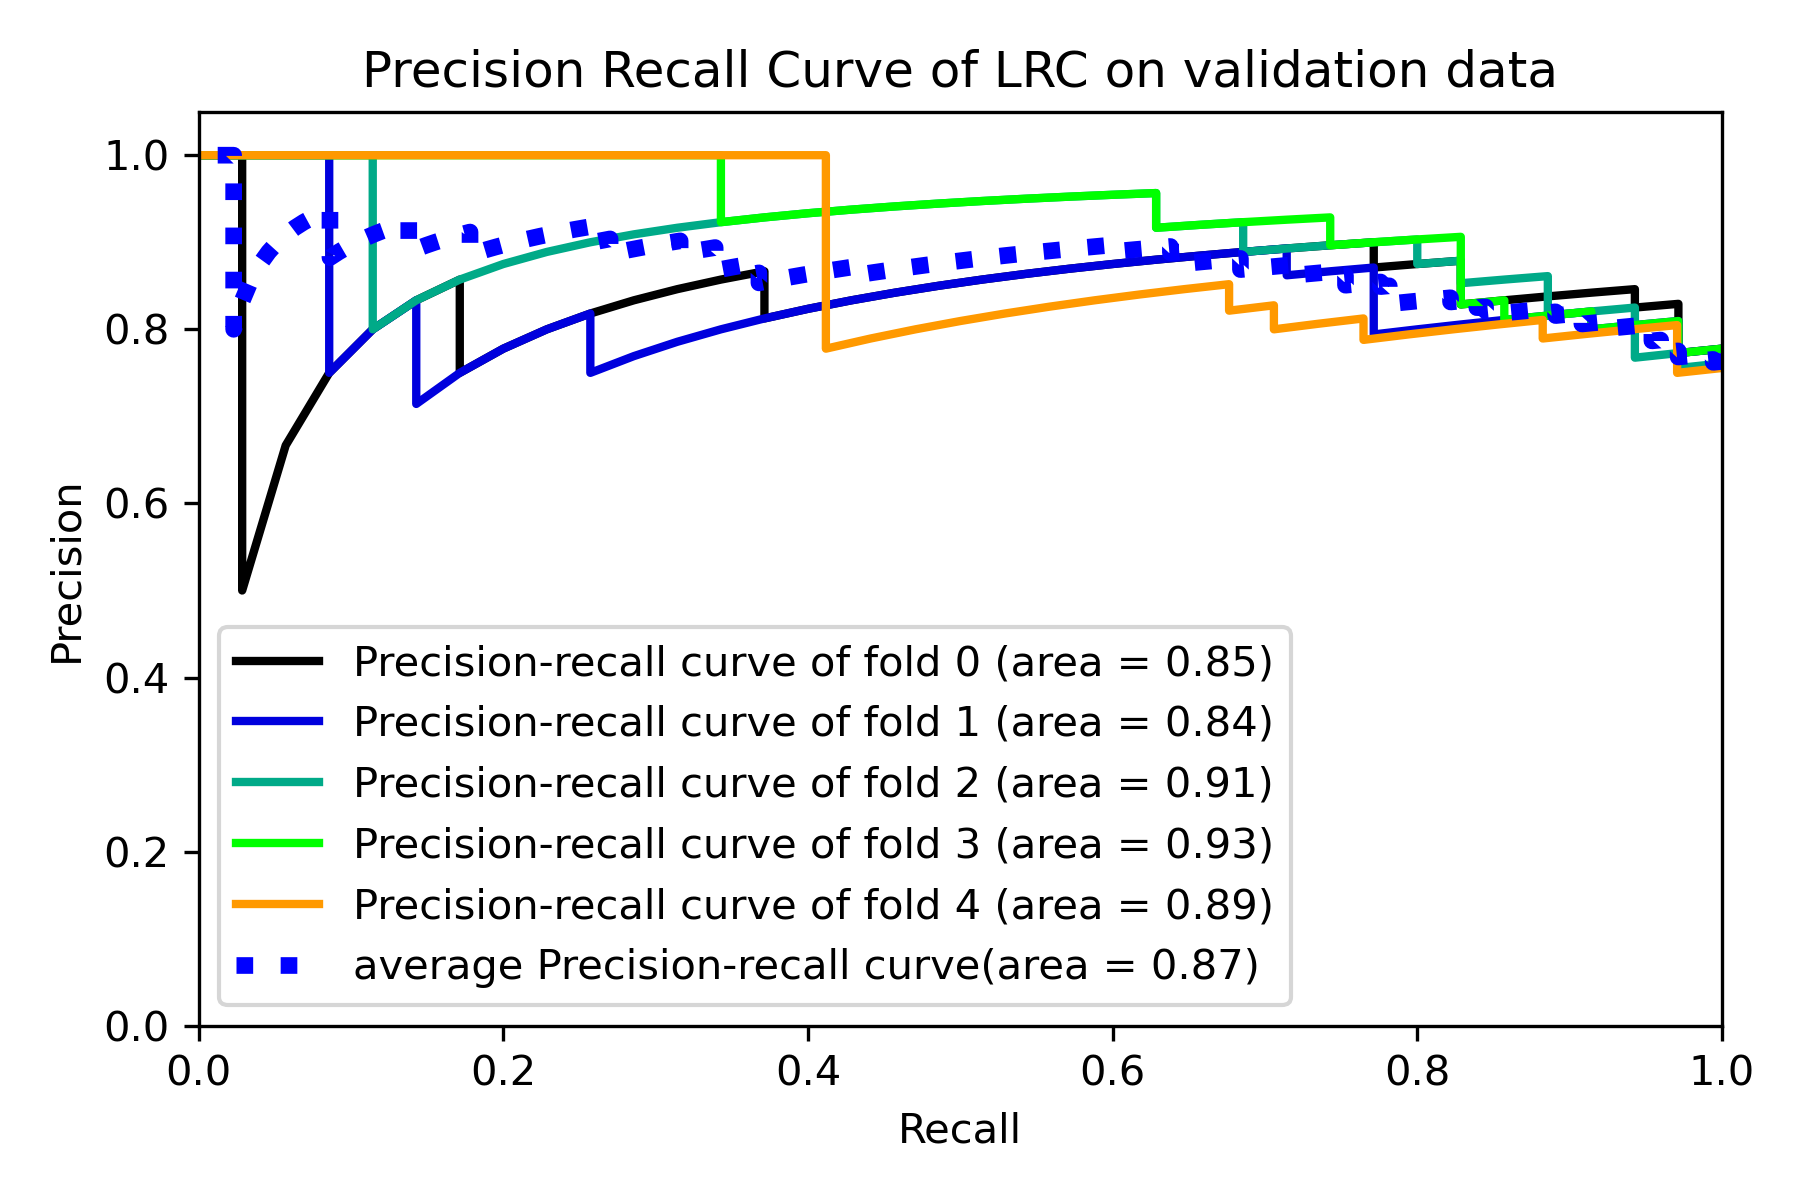 Precision Recall Curve of LRC on validation data
1.0
0.8
0.6
0.4
0.2
0.0
Precision
Precision-recall curve of fold 0 (area = 0.85)
Precision-recall curve of fold 1 (area = 0.84)
Precision-recall curve of fold 2 (area = 0.91)
Precision-recall curve of fold 3 (area = 0.93)
Precision-recall curve of fold 4 (area = 0.89)
average Precision-recall curve(area = 0.87)
0.0 0.2 0.4 0.6 0.8 1.0
Recall